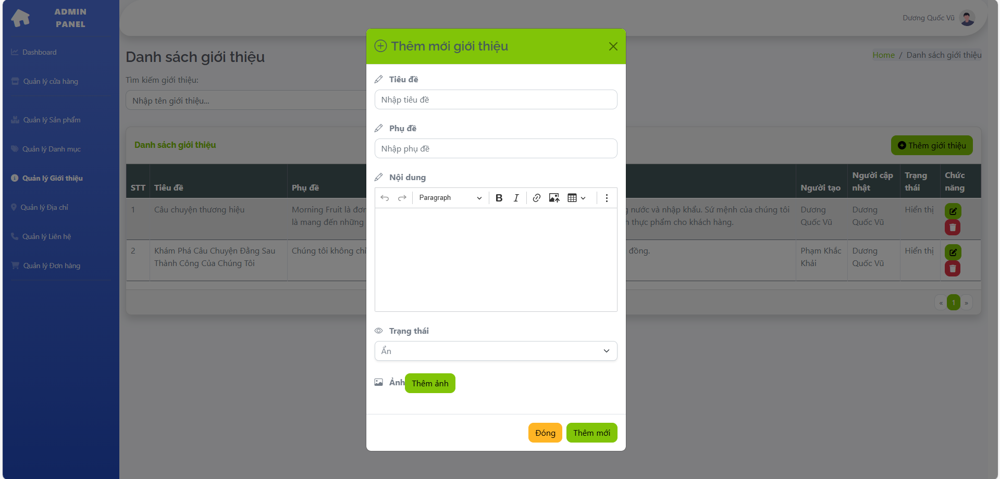 ADMIN
PANEL
Dashboard
Quản lý cửa hàng
Quản lý Sản phẩm
Quản lý Danh mục
Quản lý Giới thiệu
Quản lý Địa chỉ
Quản lý Liên hệ
Quản lý Đơn hàng
Dương Quốc Vũ
Danh sách giới thiệu
Home / Danh sách giới thiệu
Tìm kiếm giới thiệu:
Nhập tên giới thiệu...
Danh sách giới thiệu
Thêm giới thiệu
STT Tiêu đề Phụ đề Người tạo Người cập nhật Trạng thái Chức năng
1 Câu chuyện thương hiệu Morning Fruit là đơn nước và nhập khẩu. Sứ mệnh của chúng tôi Dương Quốc Vũ Dương Quốc Vũ Hiển thị
là mang đến những thực phẩm cho khách hàng.
2 Khám Phá Câu Chuyện Đằng Sau Chúng tôi không chỉ đồng. Phạm Khắc Khải Dương Quốc Vũ Hiển thị
Thành Công Của Chúng Tôi
« 1 »
Thêm mới giới thiệu
Tiêu đề
Nhập tiêu đề
Phụ đề
Nhập phụ đề
Nội dung
Paragraph B I
Trạng thái
Ẩn
Ảnh Thêm ảnh
Đóng Thêm mới